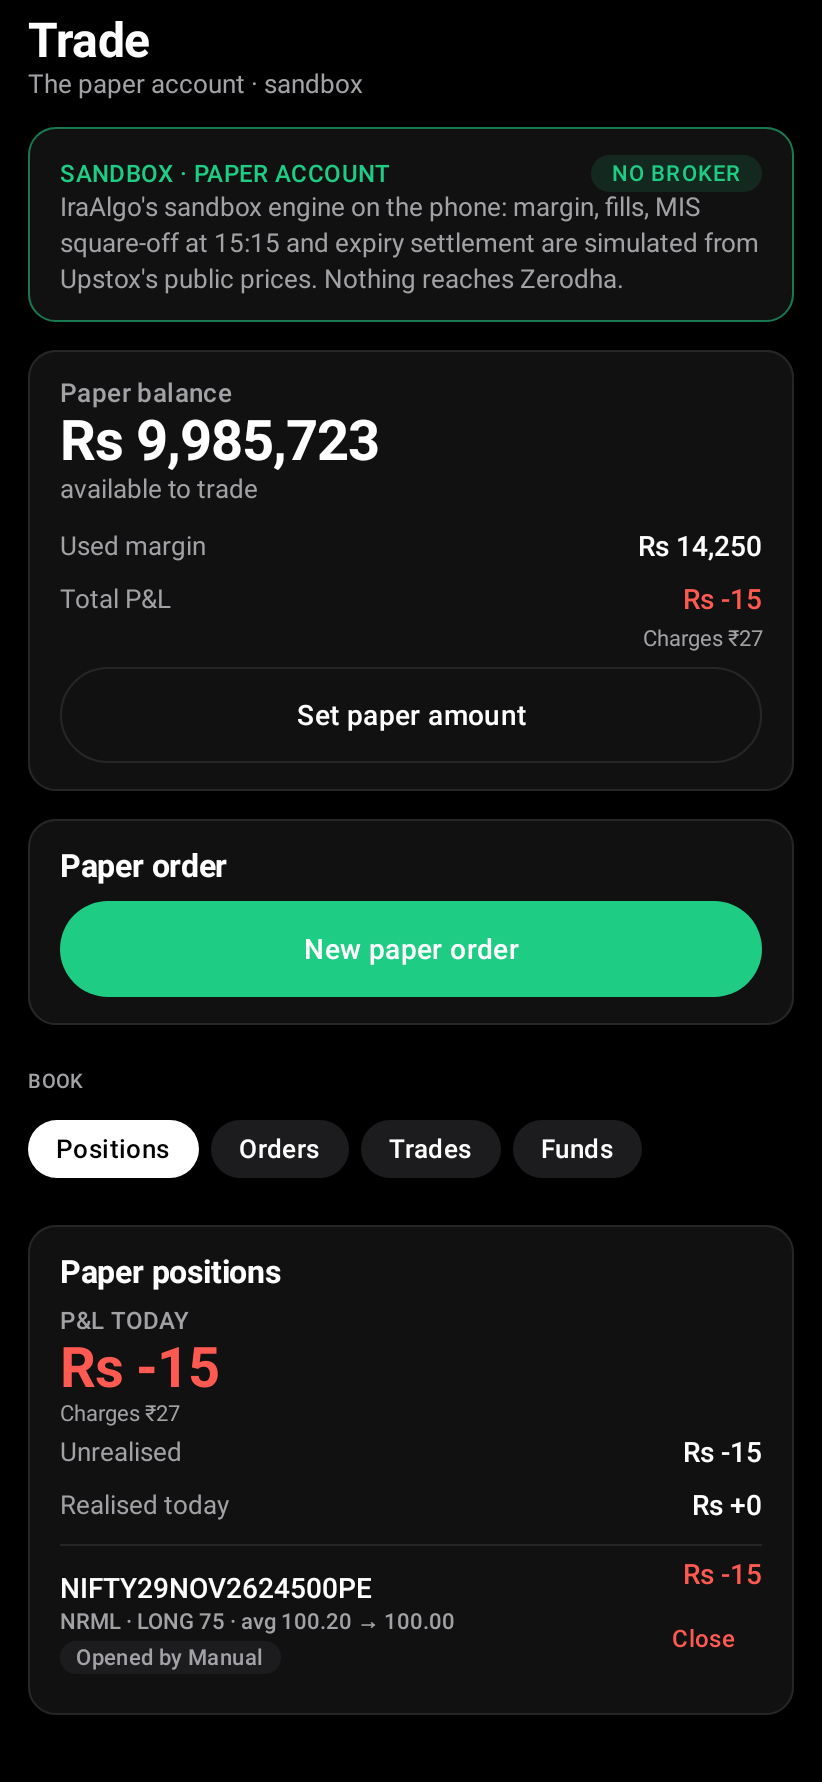 Trade
The paper account · sandbox
SANDBOX · PAPER ACCOUNT
NO BROKER
IraAlgo's sandbox engine on the phone: margin, fills, MIS
square-off at 15:15 and expiry settlement are simulated from
Upstox's public prices. Nothing reaches Zerodha.
Paper balance
Rs 9,985,723
available to trade
Used margin
Rs 14,250
Total P&L
Rs -15
Charges ₹27
Set paper amount
Paper order
New paper order
BOOK
Positions
Orders
Trades
Funds
Paper positions
P&L TODAY
Rs -15
Charges ₹27
Unrealised
Rs -15
Realised today
Rs +0
NIFTY29NOV2624500PE
Rs -15
NRML · LONG 75 · avg 100.20 → 100.00
Close
Opened by Manual